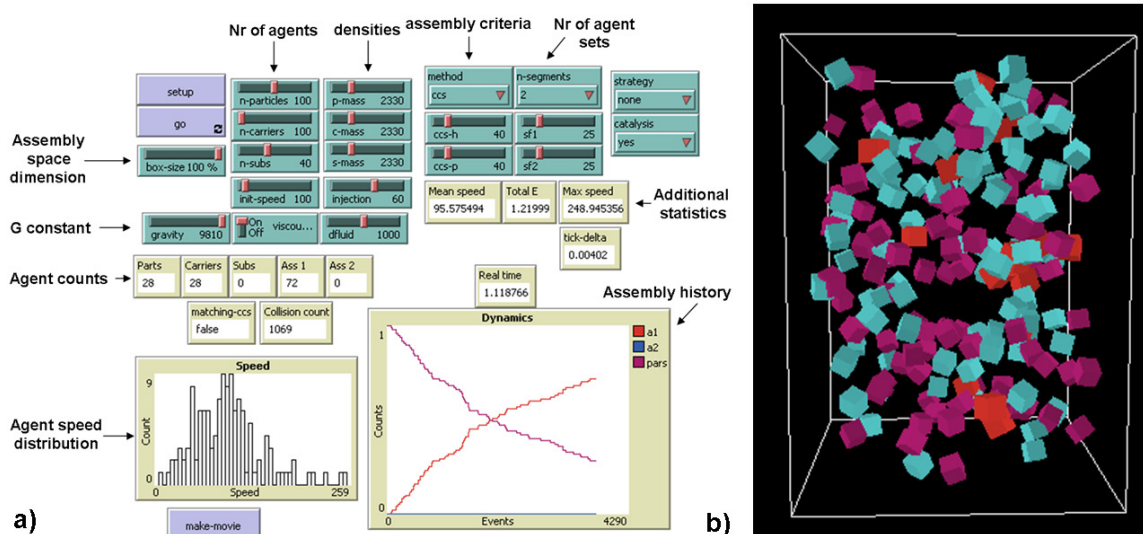 Nr of agents
densities
assembly criteria
Nr of agent
sets
setup
go
n-particles 100
n-carriers 100
n-subs 40
init-speed 100
p-mass 2330
c-mass 2330
s-mass 2330
injection 60
method
ccs
n-segments
2
ccs-h 40
sf1 25
ccs-p 40
sf2 25
strategy
none
catalysis
yes
Assembly
space
dimension
box-size 100 %
Mean speed
95.575494
Total E
1.21999
Max speed
248.945356
Additional
statistics
G constant
gravity 9810
On
Off
viscou...
dfluid 1000
tick-delta
0.00402
Agent counts
Parts
28
Carriers
28
Subs
0
Ass 1
72
Ass 2
0
Real time
1.118766
Assembly history
matching-ccs
false
Collision count
1069
Agent speed
distribution
Speed
9
Count
0
0
Speed
259
Dynamics
1
Counts
0
0
Events
4290
a1
a2
pars
make-movie
a)
b)